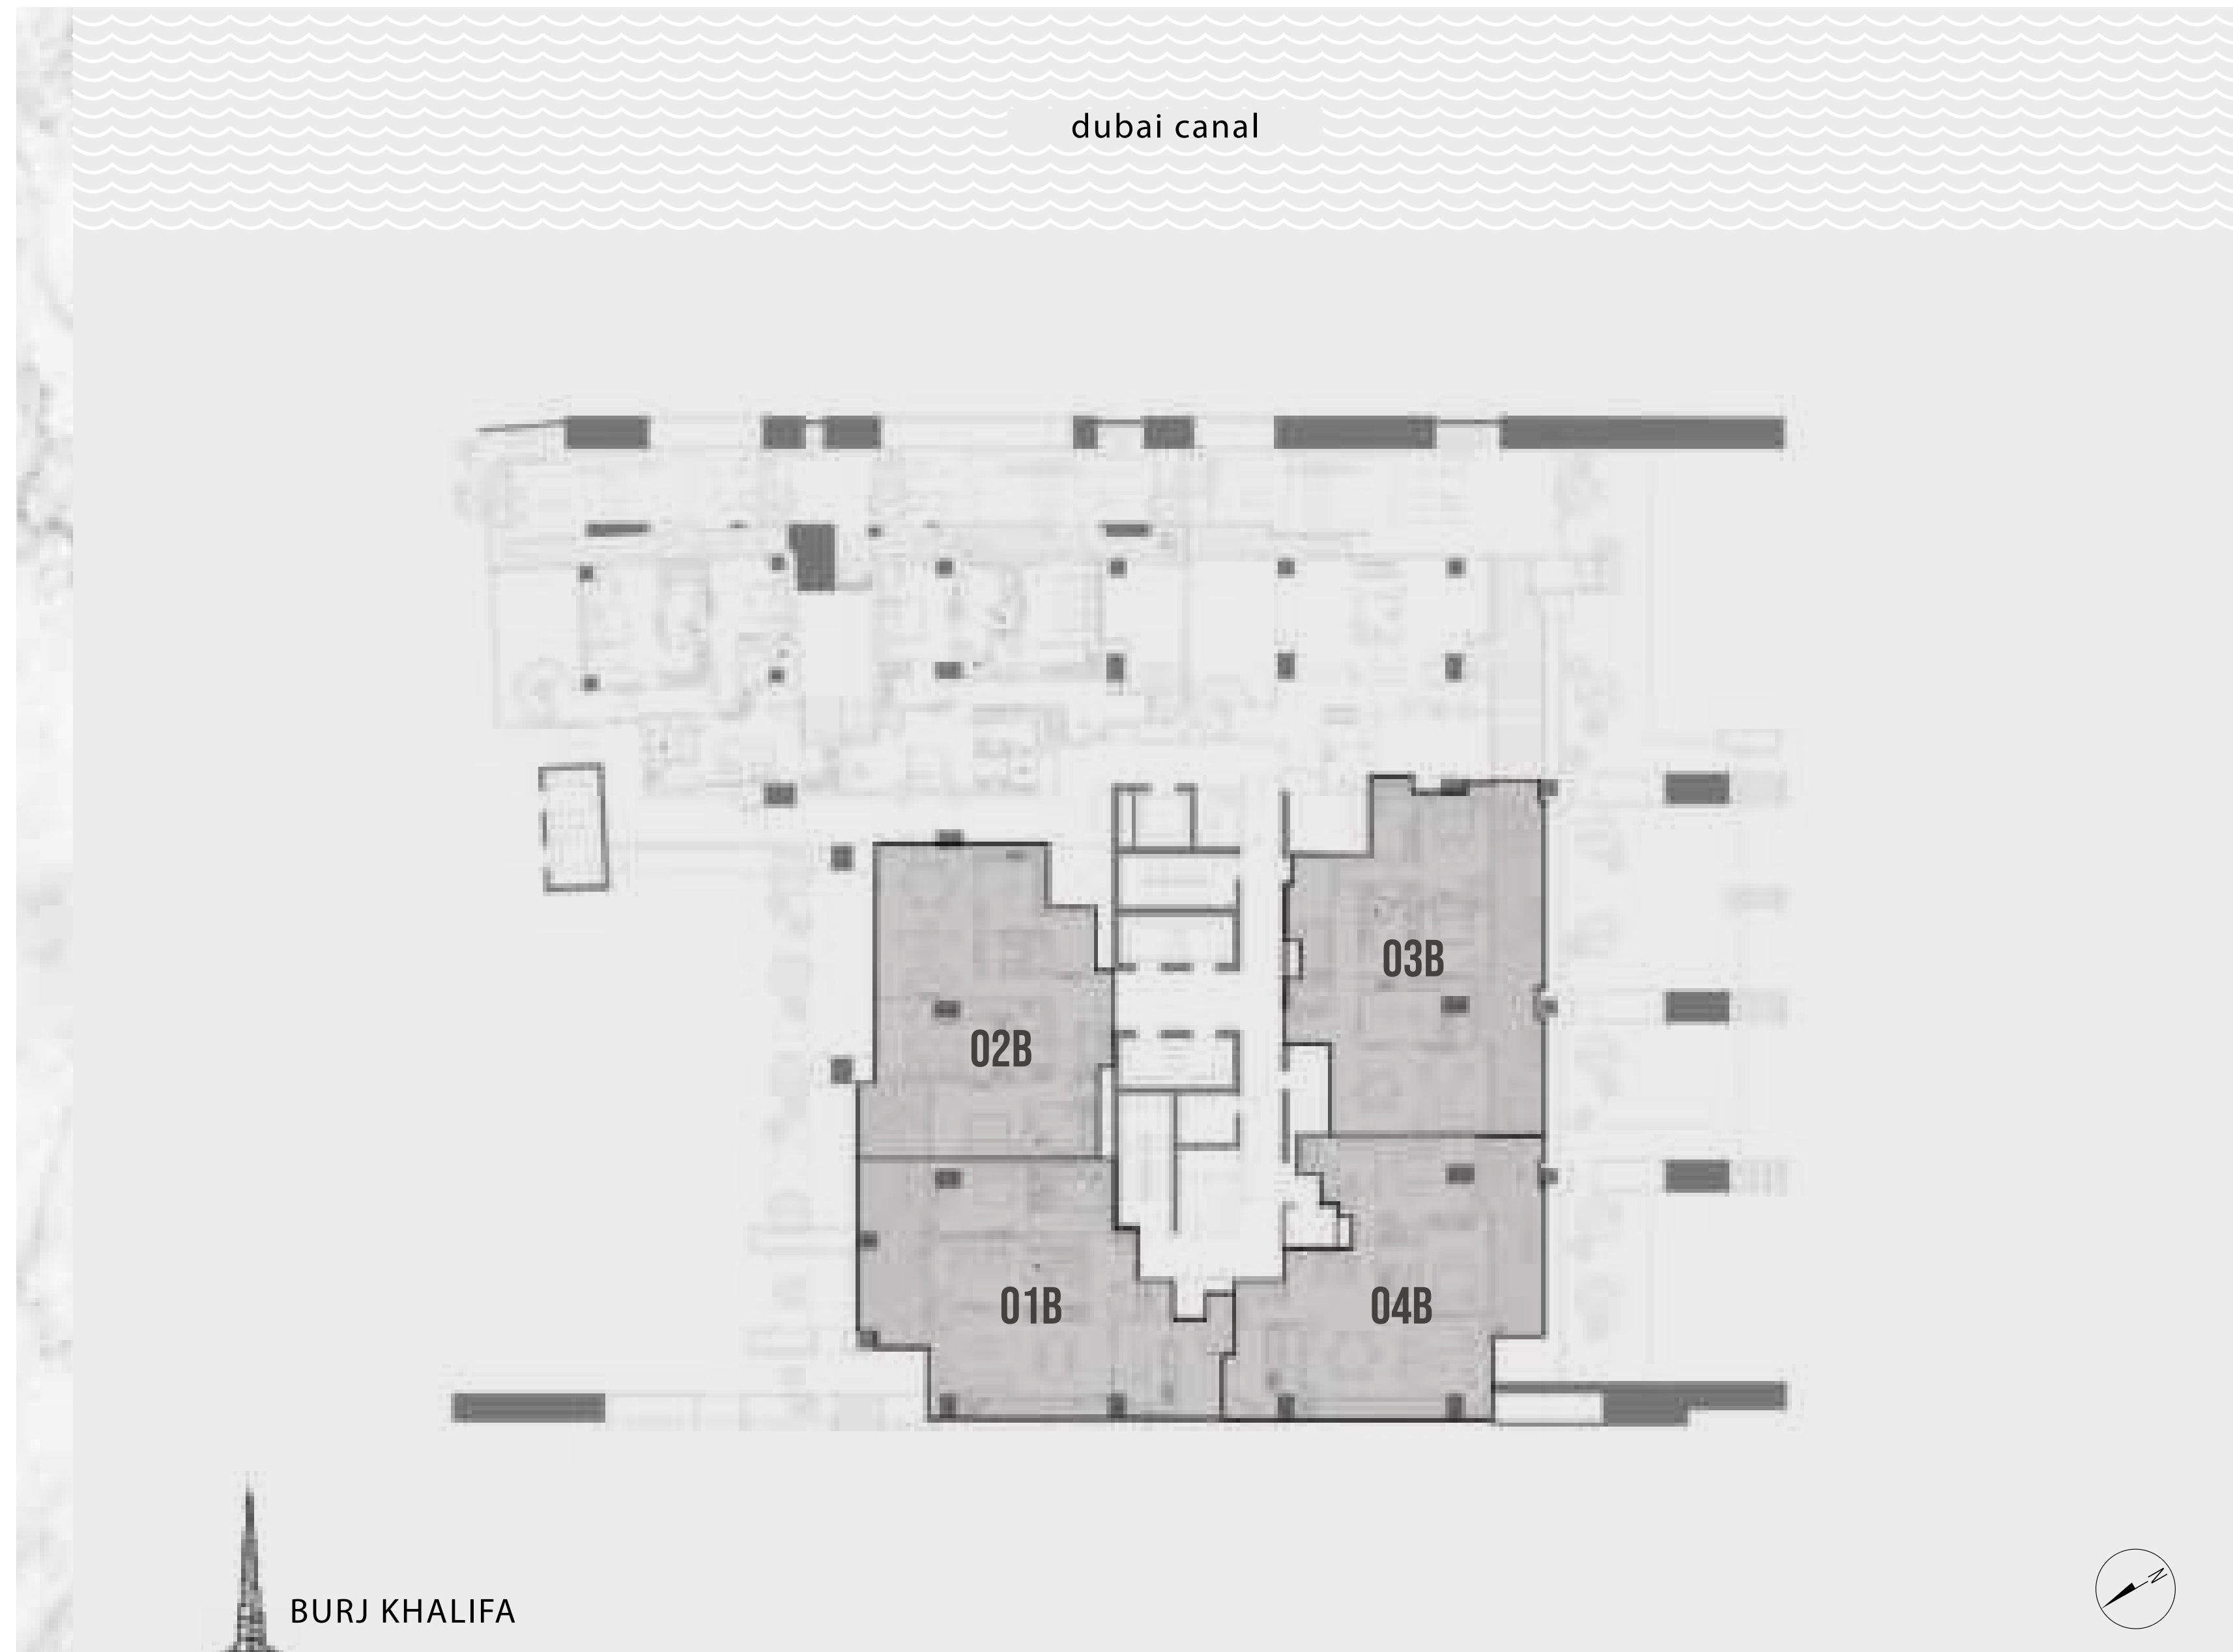 dubai canal
03B
02B
01B
04B
N
BURJ KHALIFA